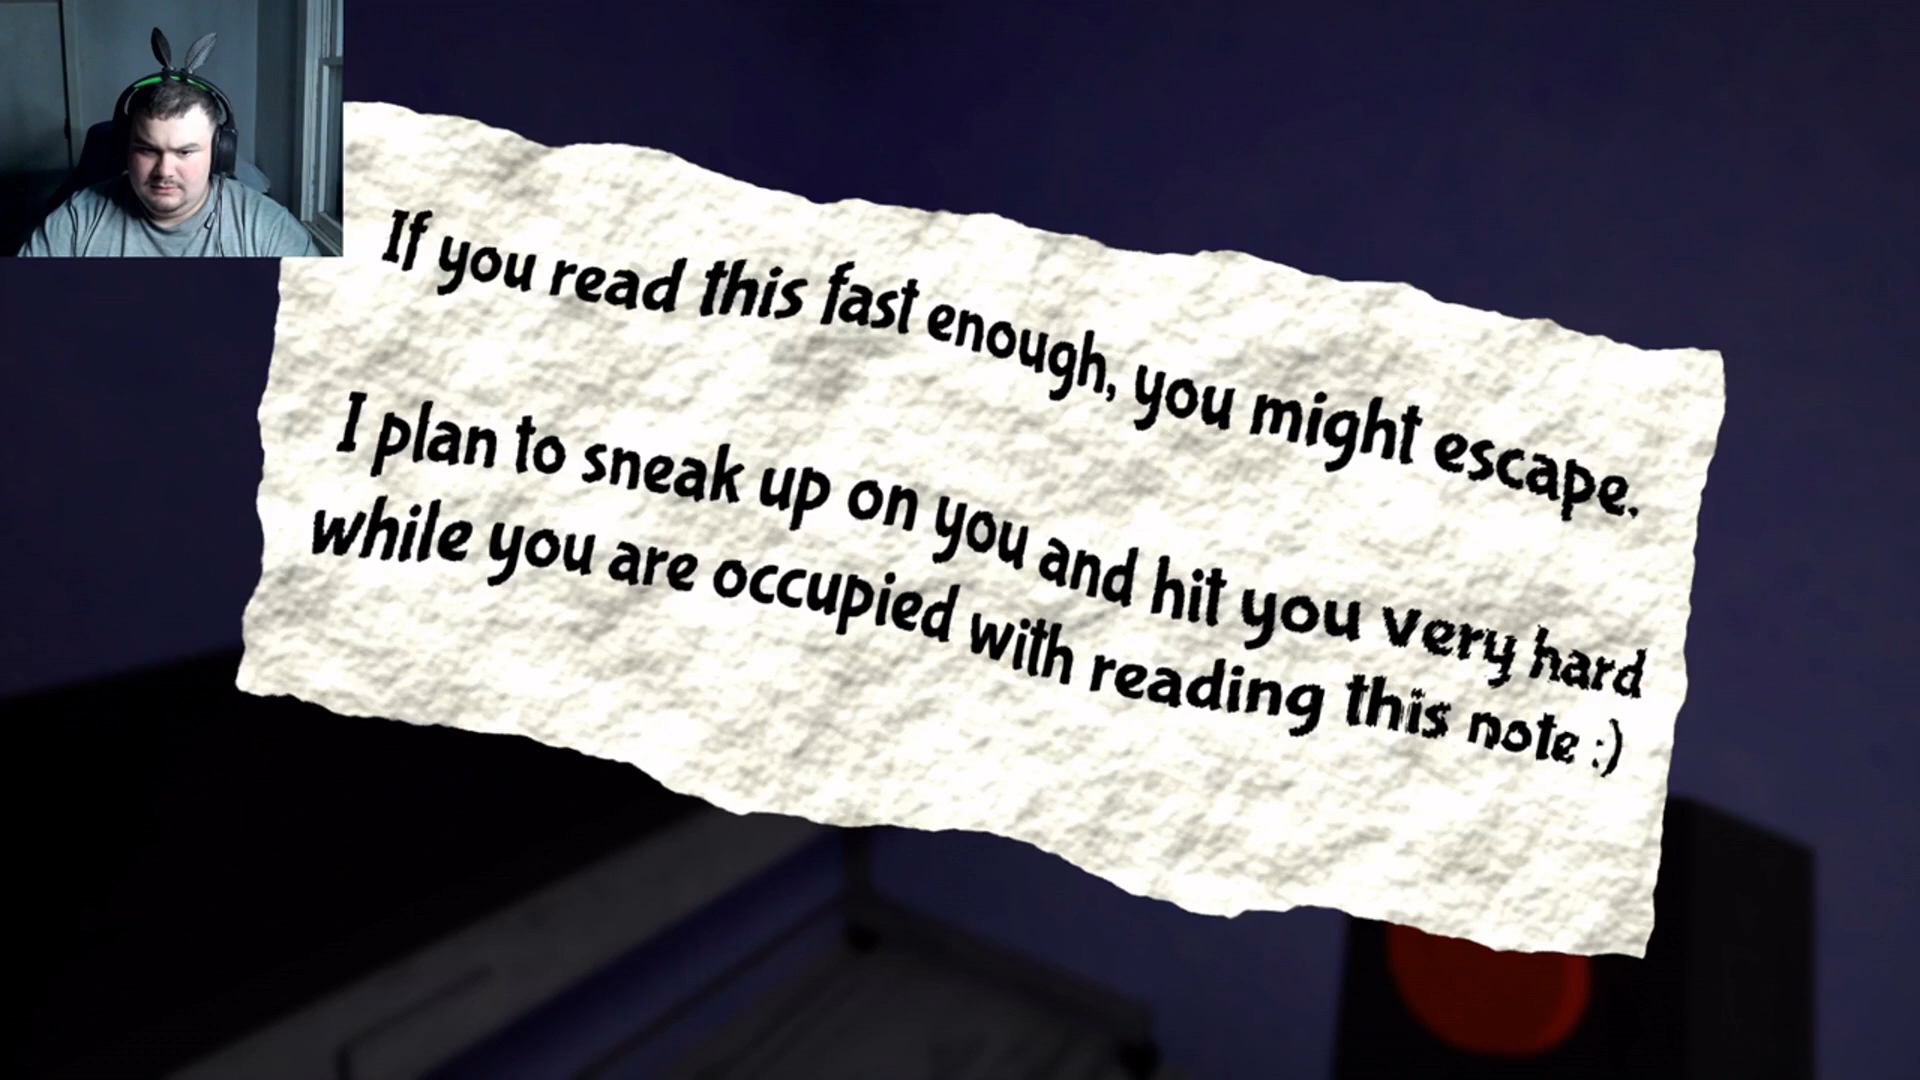 If you read this fast enough, you might escape.
I plan to sneak up on you and hit you very hard
while you are occupied with reading this note :)